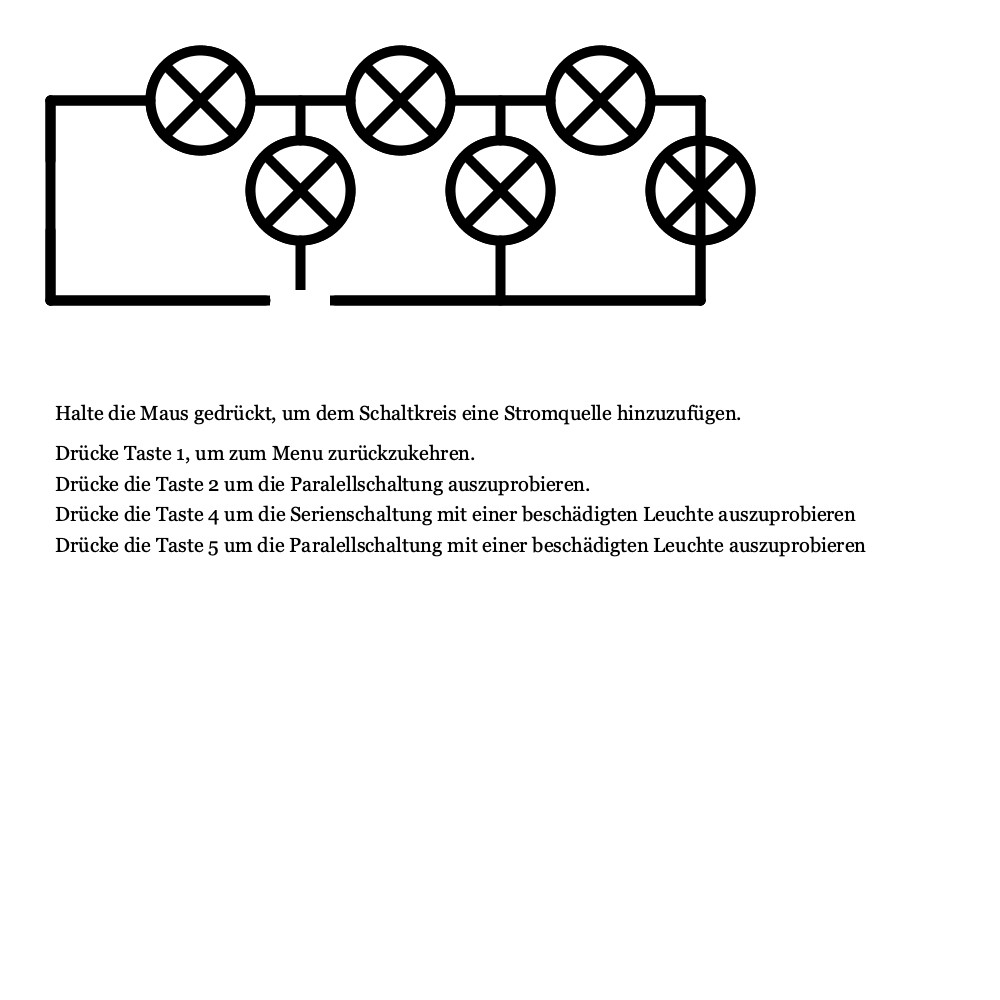 Halte die Maus gedrückt, um dem Schaltkreis eine Stromquelle hinzuzufügen.
Drücke Taste 1, um zum Menu zurückzukehren.
Drücke die Taste 2 um die Paralellschaltung auszuprobieren.
Drücke die Taste 4 um die Serienschaltung mit einer beschädigten Leuchte auszuprobieren
Drücke die Taste 5 um die Paralellschaltung mit einer beschädigten Leuchte auszuprobieren